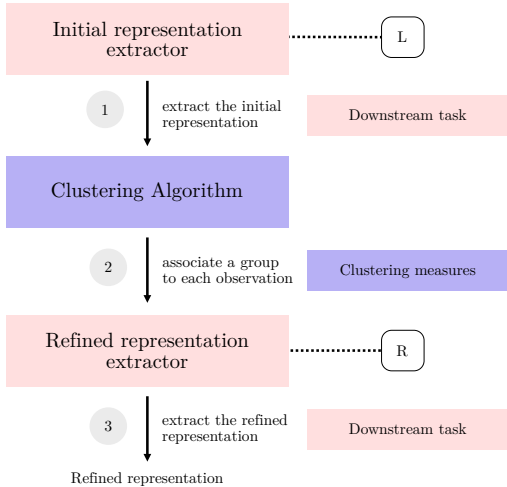 Initial representation
extractor
L
1
extract the initial
representation
Downstream task
Clustering Algorithm
2
associate a group
to each observation
Clustering measures
Refined representation
extractor
R
3
extract the refined
representation
Downstream task
Refined representation